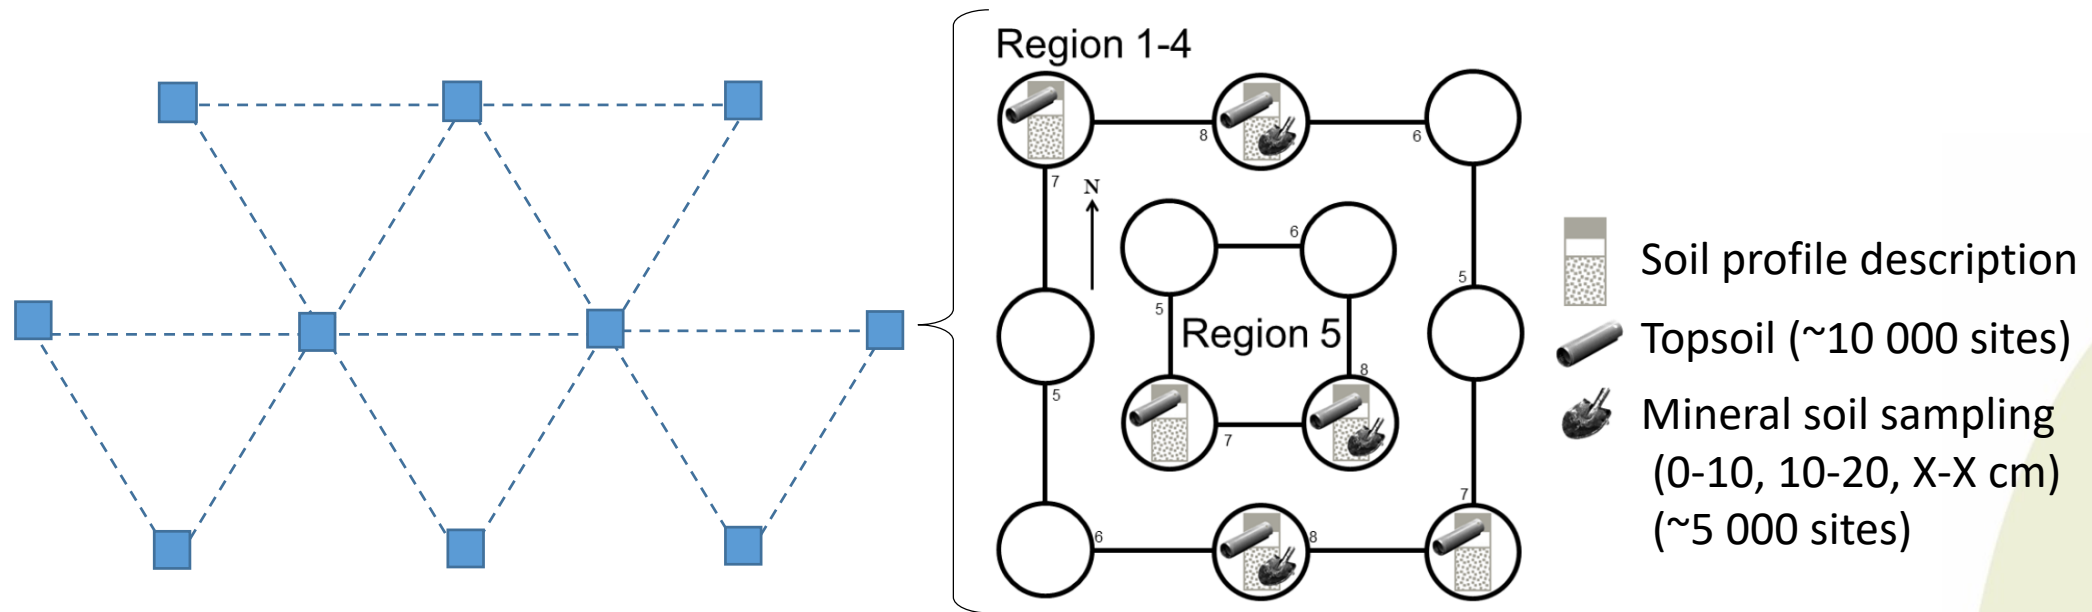 Region 1-4
8
6
7
N
6
5
5
Region 5
Soil profile description
Topsoil (~10 000 sites)
8
5
7
Mineral soil sampling
(0-10, 10-20, X-X cm)
(~5 000 sites)
7
6
8